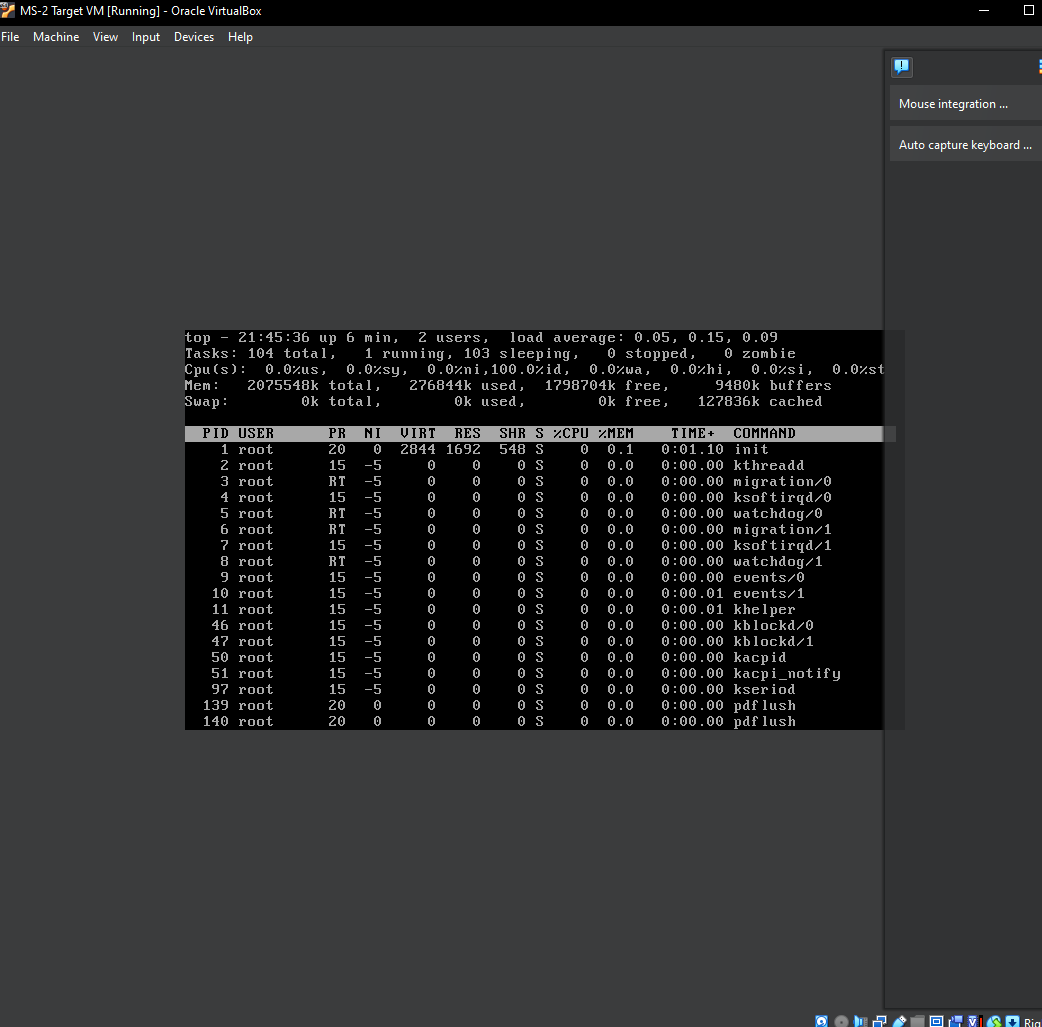 MS-2 Target VM [Running] - Oracle VirtualBox
File Machine View Input Devices Help
Mouse integration ...
Auto capture keyboard ...
top - 21:45:36 up 6 min,  2 users,  load average: 0.05, 0.15, 0.09
Tasks: 104 total,   1 running, 103 sleeping,   0 stopped,   0 zombie
Cpu(s):  0.0%us,  0.0%sy,  0.0%ni,100.0%id,  0.0%wa,  0.0%hi,  0.0%si,  0.0%st
Mem:   2075548k total,   276844k used,  1798704k free,     9480k buffers
Swap:        0k total,        0k used,        0k free,   127836k cached
PID USER      PR  NI  VIRT  RES  SHR S %CPU %MEM    TIME+  COMMAND
1 root      20   0  2844 1692  548 S    0  0.1   0:01.10 init
2 root      15  -5     0    0    0 S    0  0.0   0:00.00 kthreadd
3 root      RT  -5     0    0    0 S    0  0.0   0:00.00 migration/0
4 root      15  -5     0    0    0 S    0  0.0   0:00.00 ksoftirqd/0
5 root      RT  -5     0    0    0 S    0  0.0   0:00.00 watchdog/0
6 root      RT  -5     0    0    0 S    0  0.0   0:00.00 migration/1
7 root      15  -5     0    0    0 S    0  0.0   0:00.00 ksoftirqd/1
8 root      RT  -5     0    0    0 S    0  0.0   0:00.00 watchdog/1
9 root      15  -5     0    0    0 S    0  0.0   0:00.00 events/0
10 root      15  -5     0    0    0 S    0  0.0   0:00.01 events/1
11 root      15  -5     0    0    0 S    0  0.0   0:00.01 khelper
46 root      15  -5     0    0    0 S    0  0.0   0:00.00 kblockd/0
47 root      15  -5     0    0    0 S    0  0.0   0:00.00 kblockd/1
50 root      15  -5     0    0    0 S    0  0.0   0:00.00 kacpid
51 root      15  -5     0    0    0 S    0  0.0   0:00.00 kacpi_notify
97 root      15  -5     0    0    0 S    0  0.0   0:00.00 kseriod
139 root      20   0     0    0    0 S    0  0.0   0:00.00 pdflush
140 root      20   0     0    0    0 S    0  0.0   0:00.00 pdflush